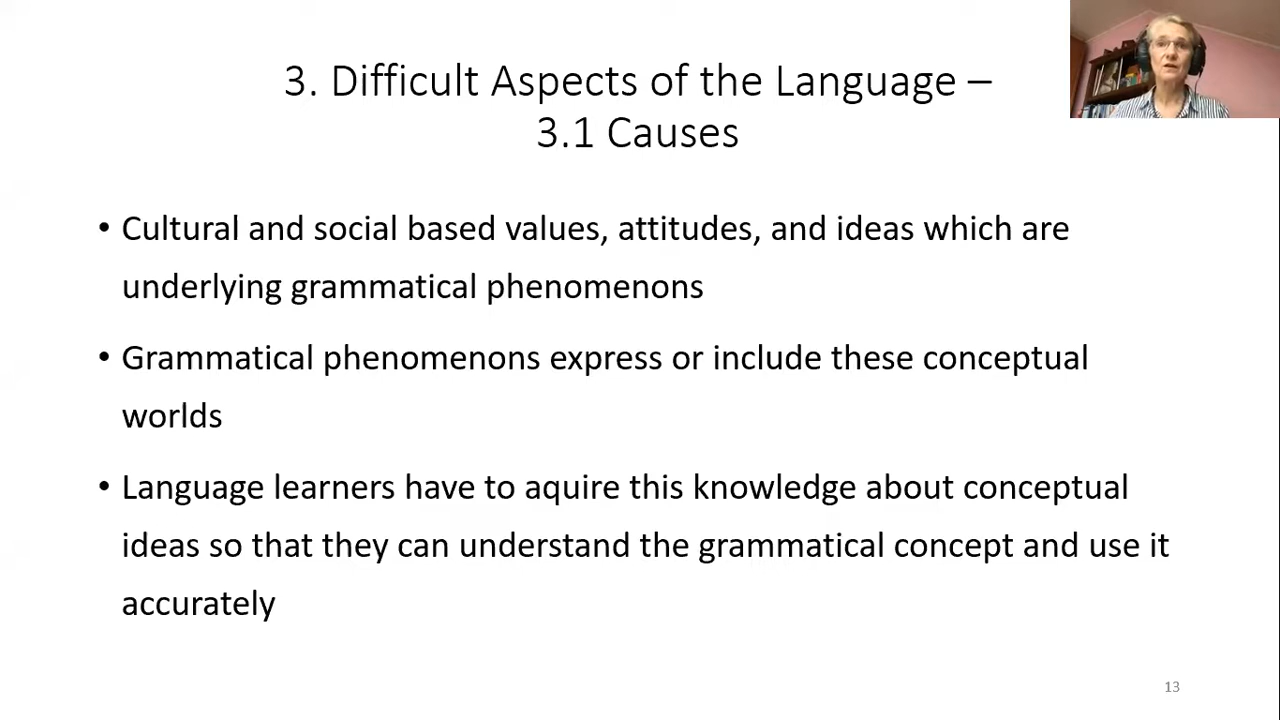 3. Difficult Aspects of the Language –
3.1 Causes
• Cultural and social based values, attitudes, and ideas which are
underlying grammatical phenomenons
• Grammatical phenomenons express or include these conceptual
worlds
• Language learners have to aquire this knowledge about conceptual
ideas so that they can understand the grammatical concept and use it
accurately
13